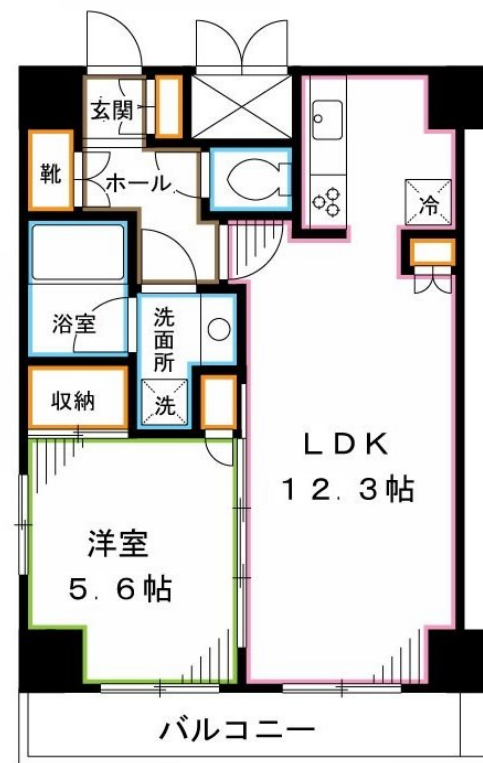 玄関
靴
ホール
冷
浴室
洗面所
洗
収納
LDK
12.3帖
洋室
5.6帖
バルコニー